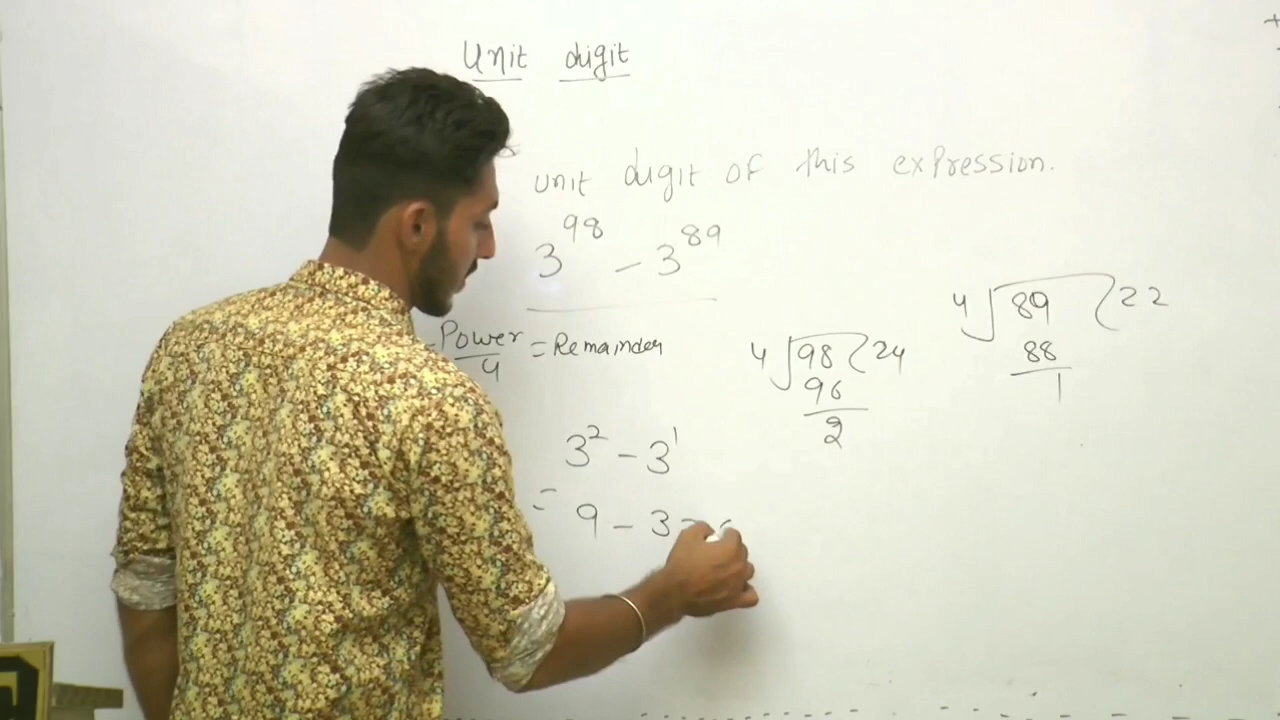 Unit digit
unit digit of this expression.
3^98 - 3^89
Power/4 = Remainder
4 √98 ( 24
96
2
4 √89 ( 22
88
1
3^2 - 3^1
= 9 - 3 =